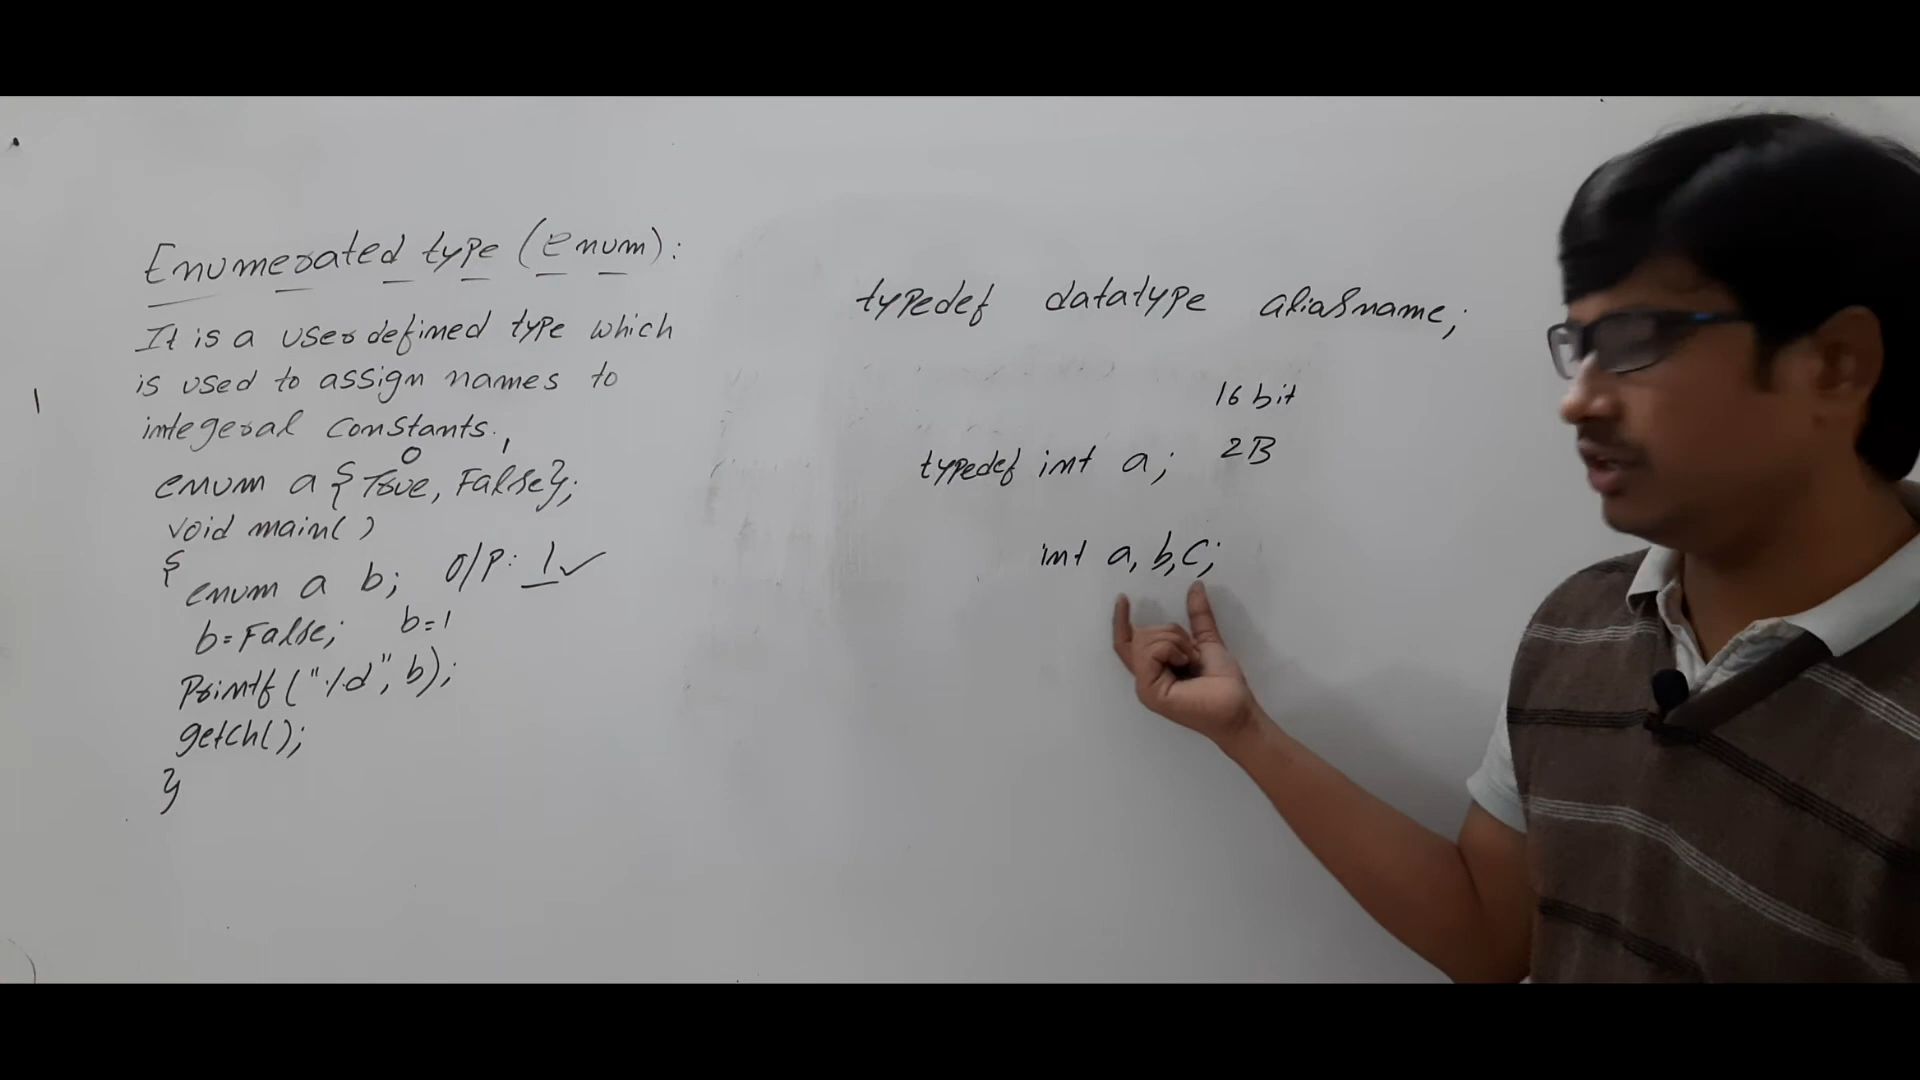 Enumerated type (enum):
It is a user defined type which
is used to assign names to
integeral constants.
0 1
enum a {True, False};
void main()
{
enum a b; O/P: 1 ✓
b=False; b=1
Printf("%d", b);
getch();
}
typedef datatype aliasname;
16 bit
typedef int a; 2B
int a, b, c;